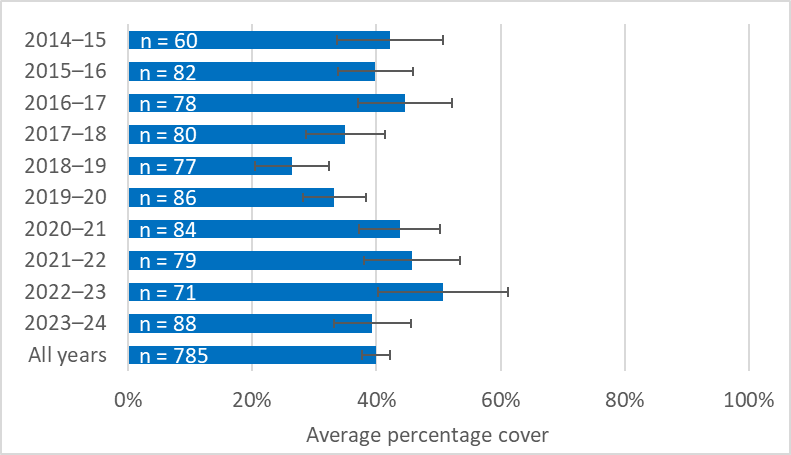 2014–15 n = 60
2015–16 n = 82
2016–17 n = 78
2017–18 n = 80
2018–19 n = 77
2019–20 n = 86
2020–21 n = 84
2021–22 n = 79
2022–23 n = 71
2023–24 n = 88
All years n = 785
0% 20% 40% 60% 80% 100%
Average percentage cover